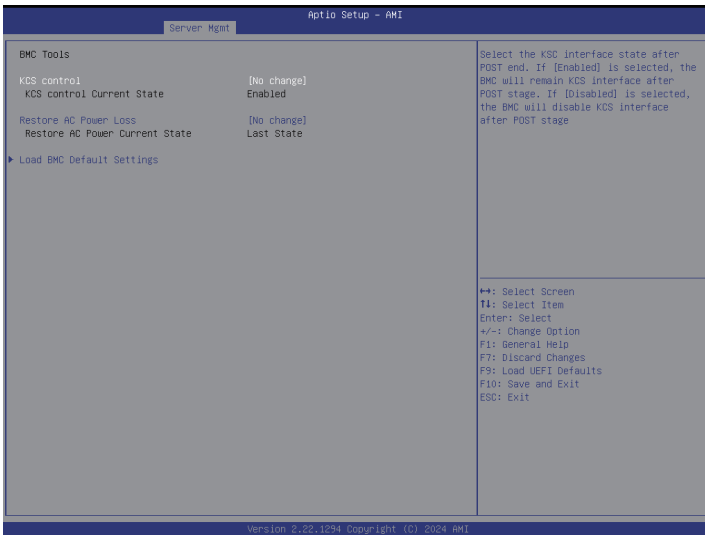 Aptio Setup – AMI
Server Mgmt
BMC Tools
KCS control [No change]
KCS control Current State Enabled
Restore AC Power Loss [No change]
Restore AC Power Current State Last State
▶ Load BMC Default Settings
Select the KSC interface state after
POST end. If [Enabled] is selected, the
BMC will remain KCS interface after
POST stage. If [Disabled] is selected,
the BMC will disable KCS interface
after POST stage
↔: Select Screen
↑↓: Select Item
Enter: Select
+/-: Change Option
F1: General Help
F7: Discard Changes
F9: Load UEFI Defaults
F10: Save and Exit
ESC: Exit
Version 2.22.1294 Copyright (C) 2024 AMI